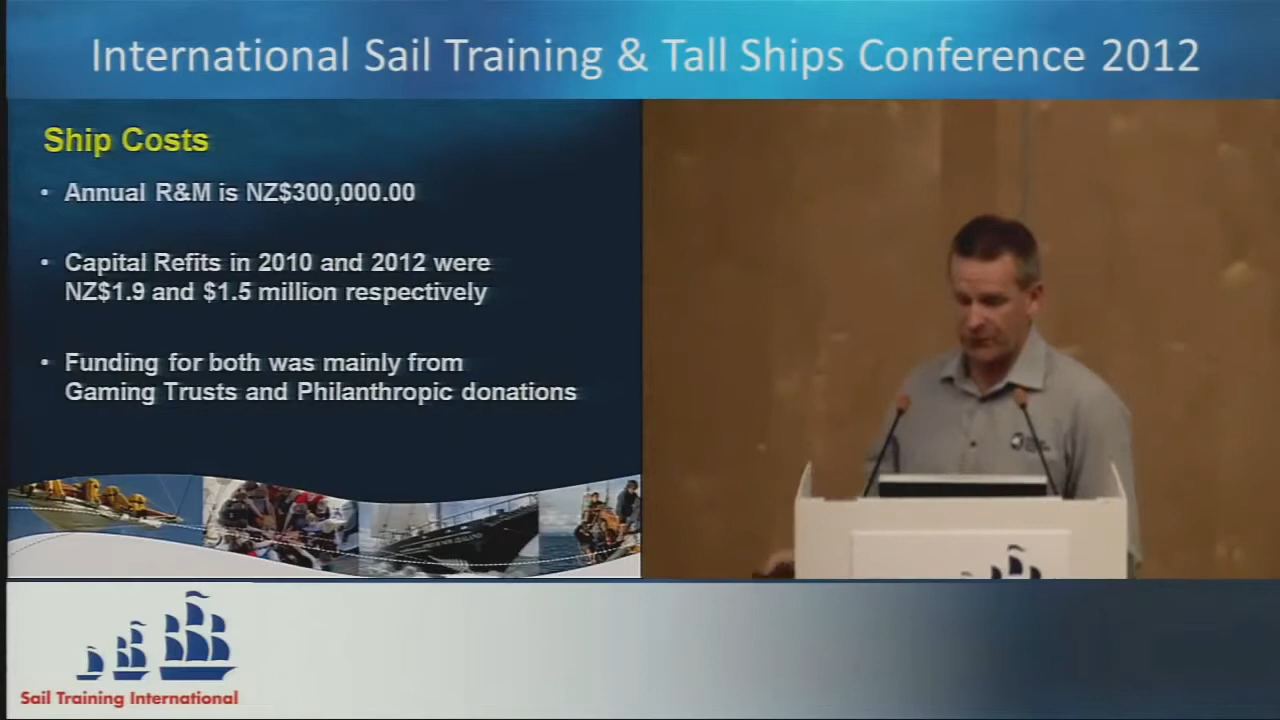 International Sail Training & Tall Ships Conference 2012
Ship Costs
• Annual R&M is NZ$300,000.00
• Capital Refits in 2010 and 2012 were
NZ$1.9 and $1.5 million respectively
• Funding for both was mainly from
Gaming Trusts and Philanthropic donations
Sail Training International